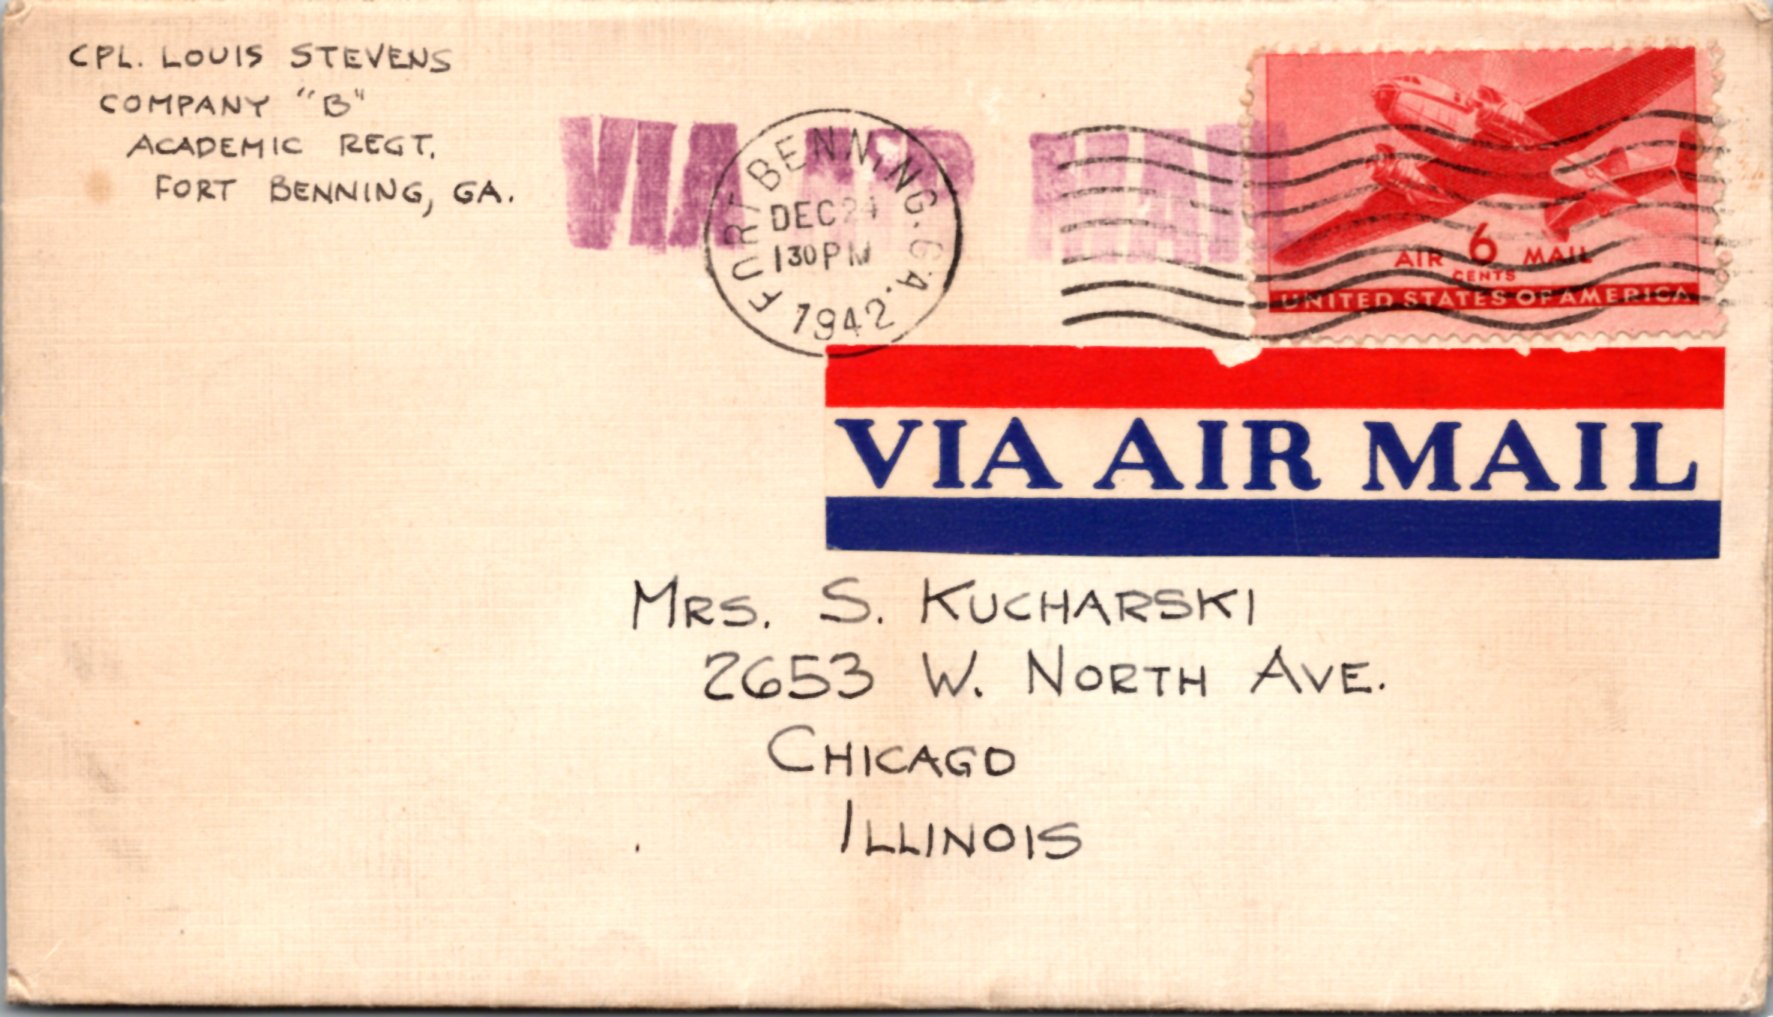 CPL. LOUIS STEVENS
COMPANY "B"
ACADEMIC REGT.
FORT BENNING, GA.
VIA AIR MAIL
FORT BENNING, GA.
DEC 24
130 PM
1942
AIR 6 MAIL
CENTS
UNITED STATES OF AMERICA
VIA AIR MAIL
MRS. S. KUCHARSKI
2653 W. NORTH AVE.
CHICAGO
ILLINOIS